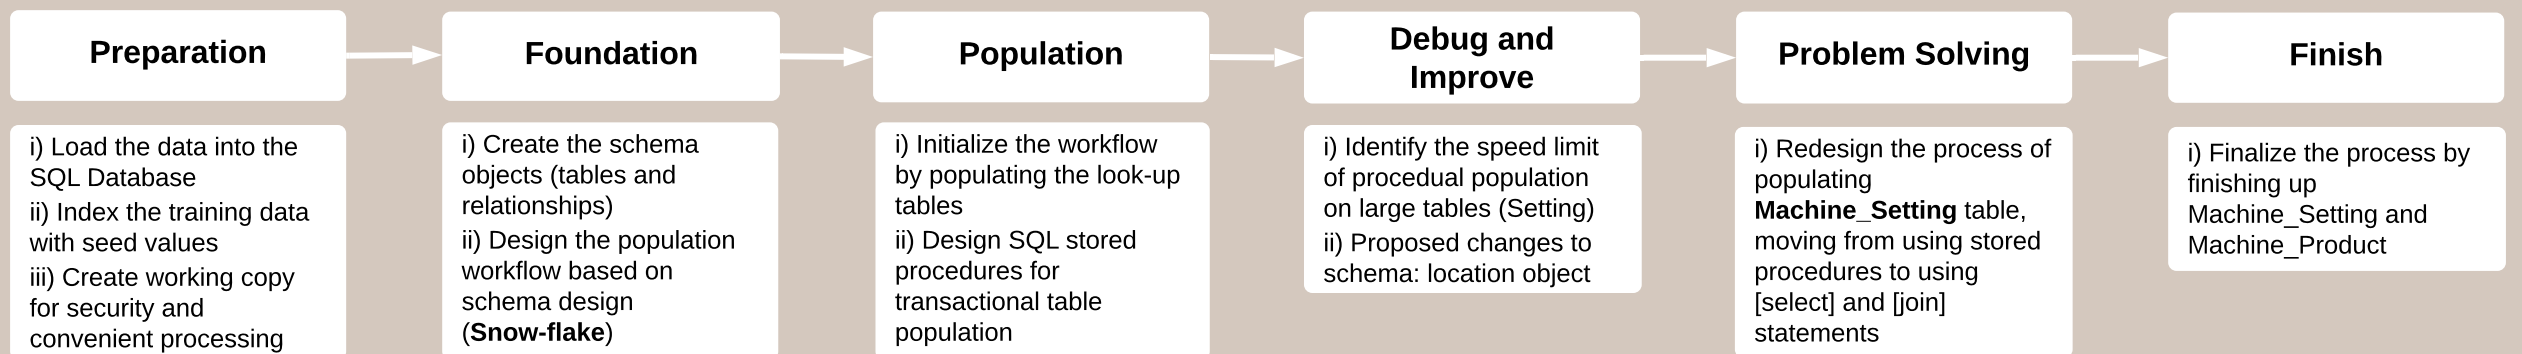 Preparation
Foundation
Population
Debug and
Improve
Problem Solving
Finish
i) Load the data into the
SQL Database
ii) Index the training data
with seed values
iii) Create working copy
for security and
convenient processing
i) Create the schema
objects (tables and
relationships)
ii) Design the population
workflow based on
schema design
(Snow-flake)
i) Initialize the workflow
by populating the look-up
tables
ii) Design SQL stored
procedures for
transactional table
population
i) Identify the speed limit
of procedual population
on large tables (Setting)
ii) Proposed changes to
schema: location object
i) Redesign the process of
populating
Machine_Setting table,
moving from using stored
procedures to using
[select] and [join]
statements
i) Finalize the process by
finishing up
Machine_Setting and
Machine_Product